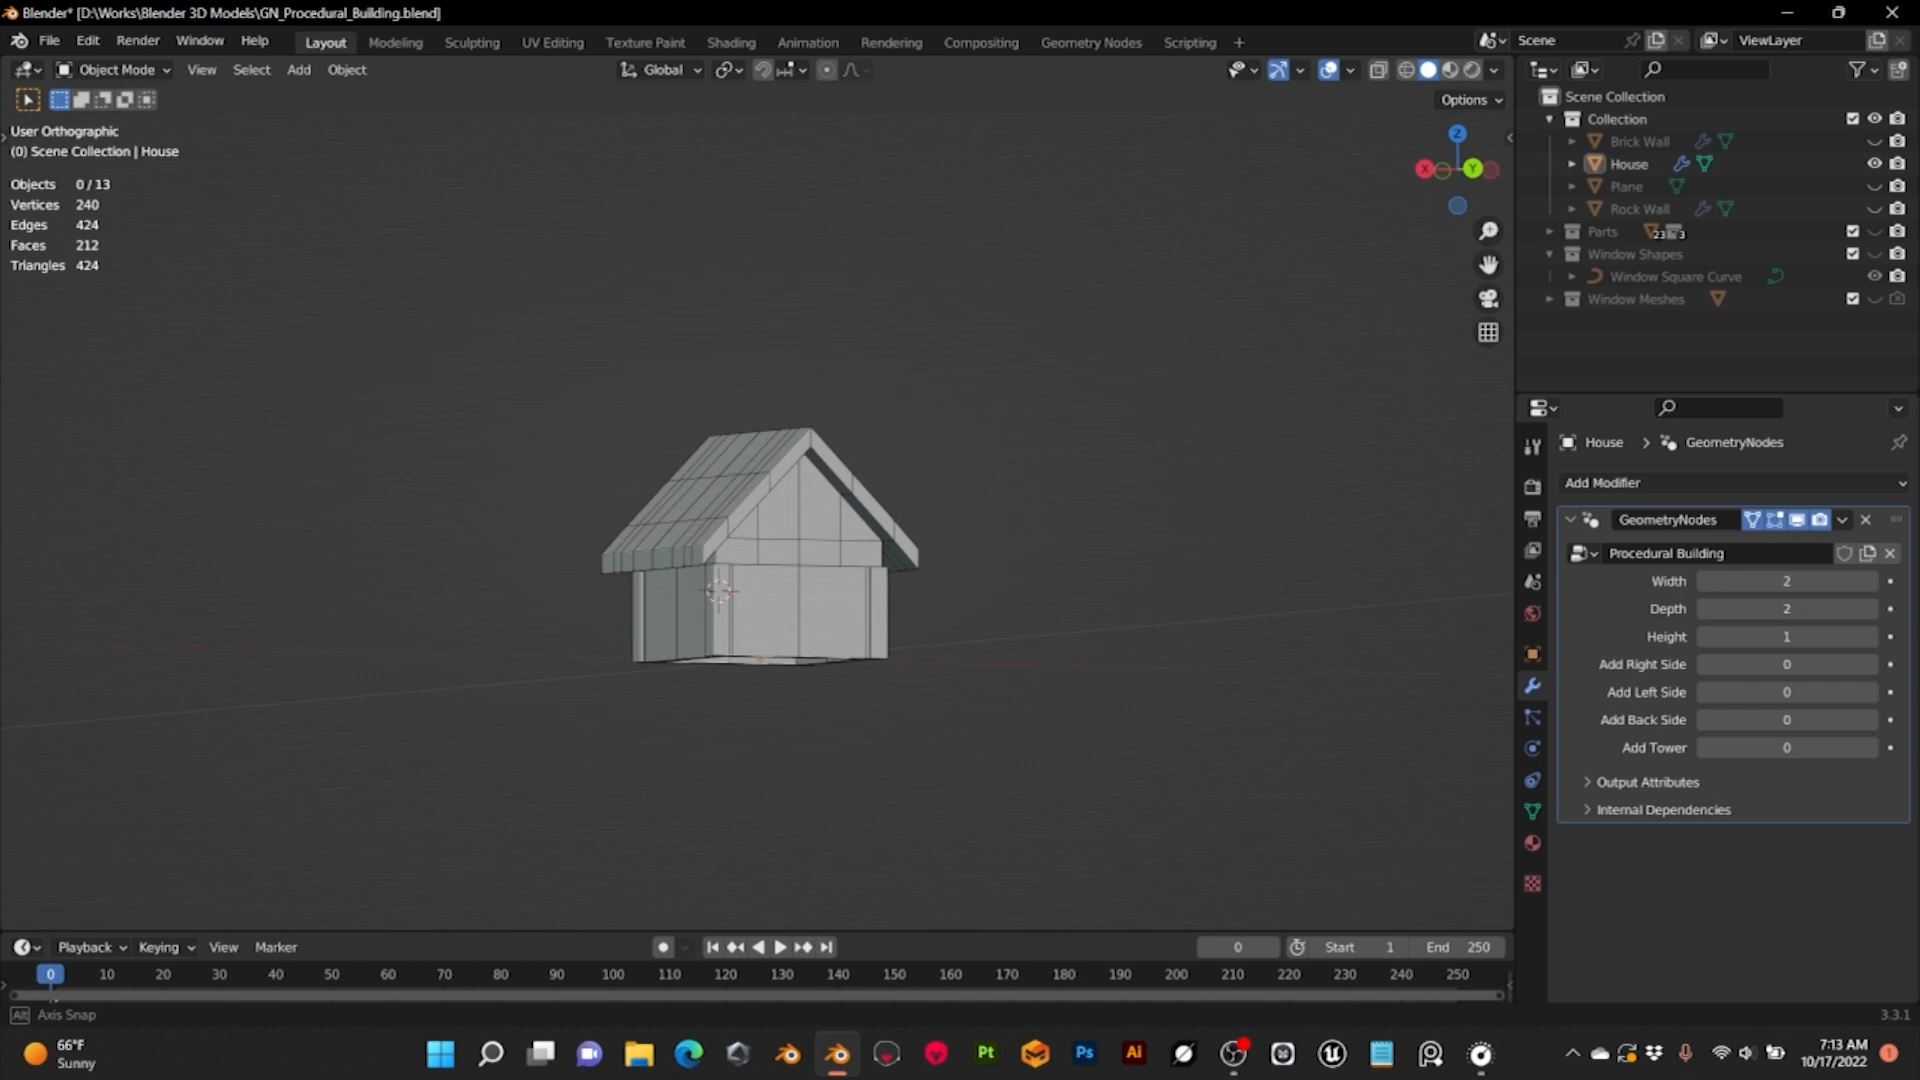 Blender* [D:\Works\Blender 3D Models\GN_Procedural_Building.blend]
File Edit Render Window Help Layout Modeling Sculpting UV Editing Texture Paint Shading Animation Rendering Compositing Geometry Nodes Scripting + Scene ViewLayer
Object Mode View Select Add Object Global
Options
User Orthographic
(0) Scene Collection | House
Objects 0 / 13
Vertices 240
Edges 424
Faces 212
Triangles 424
Z
X
Y
Scene Collection
Collection
Brick Wall
House
Plane
Rock Wall
Parts 23 3
Window Shapes
Window Square Curve
Window Meshes
House > GeometryNodes
Add Modifier
GeometryNodes
Procedural Building
Width 2
Depth 2
Height 1
Add Right Side 0
Add Left Side 0
Add Back Side 0
Add Tower 0
Output Attributes
Internal Dependencies
Playback Keying View Marker 0 Start 1 End 250
0 10 20 30 40 50 60 70 80 90 100 110 120 130 140 150 160 170 180 190 200 210 220 230 240 250
Alt Axis Snap 3.3.1
66°F
Sunny
Pt Ps Ai
7:13 AM
10/17/2022
1